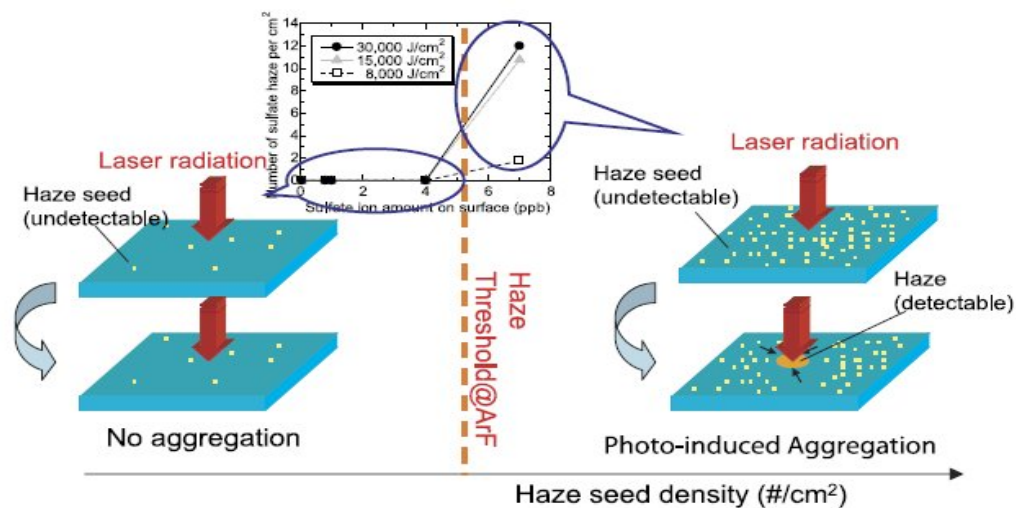 14
12
10
8
6
4
2
0
Number of sulfate haze per cm²
30,000 J/cm²
15,000 J/cm²
8,000 J/cm²
0
2
4
6
8
Sulfate ion amount on surface (ppb)
Laser radiation
Haze seed
(undetectable)
No aggregation
Haze
Threshold@ArF
Laser radiation
Haze seed
(undetectable)
Haze
(detectable)
Photo-induced Aggregation
Haze seed density (#/cm²)